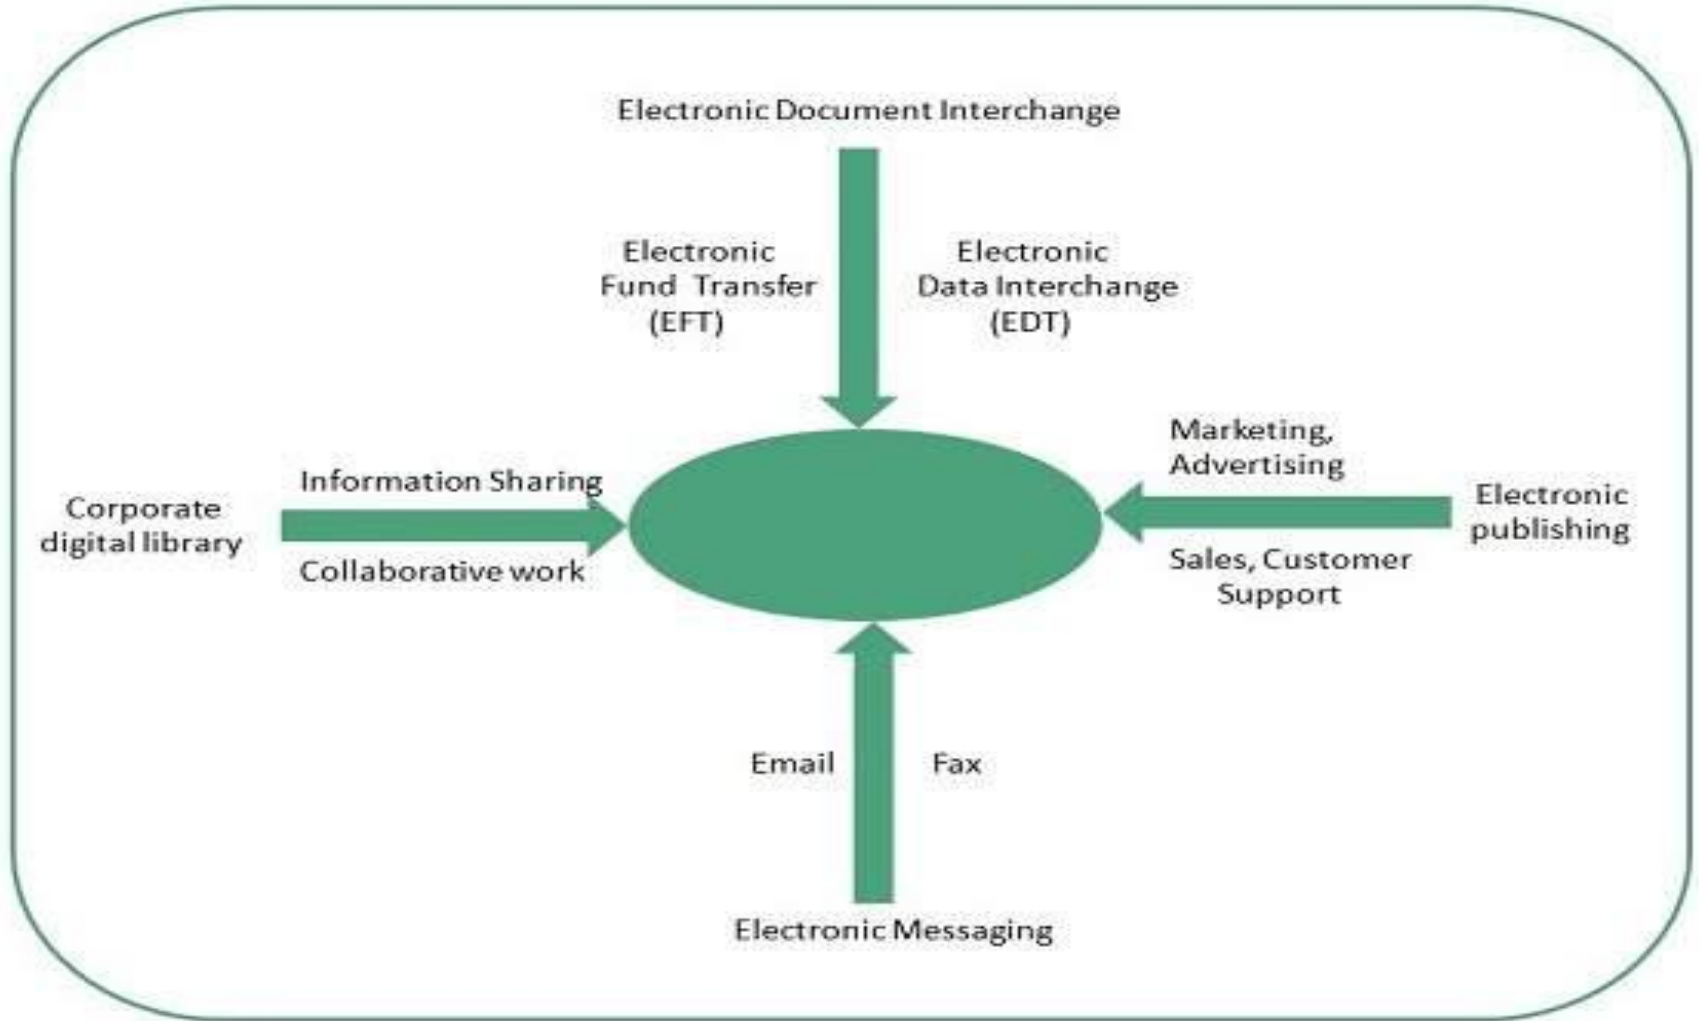 Electronic Document Interchange
Electronic
Fund Transfer
(EFT)
Electronic
Data Interchange
(EDT)
Information Sharing
Corporate
digital library
Collaborative work
Marketing,
Advertising
Electronic
publishing
Sales, Customer
Support
Email
Fax
Electronic Messaging